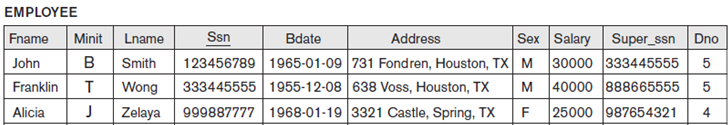 EMPLOYEE
Fname Minit Lname Ssn Bdate Address Sex Salary Super_ssn Dno
John B Smith 123456789 1965-01-09 731 Fondren, Houston, TX M 30000 333445555 5
Franklin T Wong 333445555 1955-12-08 638 Voss, Houston, TX M 40000 888665555 5
Alicia J Zelaya 999887777 1968-01-19 3321 Castle, Spring, TX F 25000 987654321 4